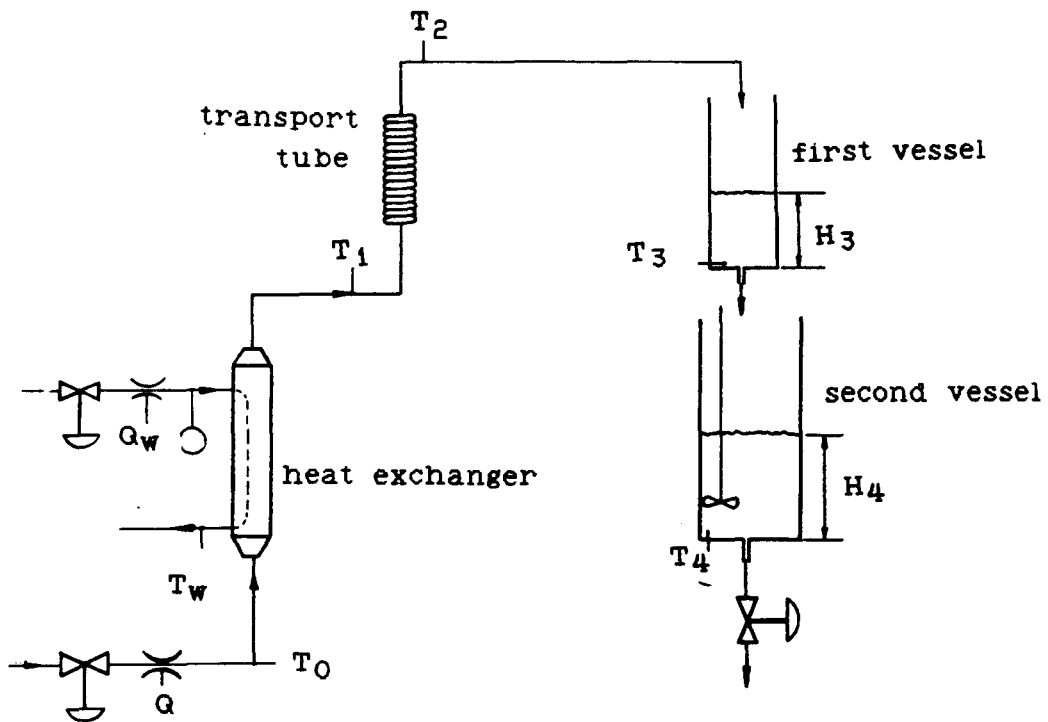 T2
transport
tube
first vessel
H3
T3
T1
second vessel
Qw
heat exchanger
H4
T4
Tw
T0
Q